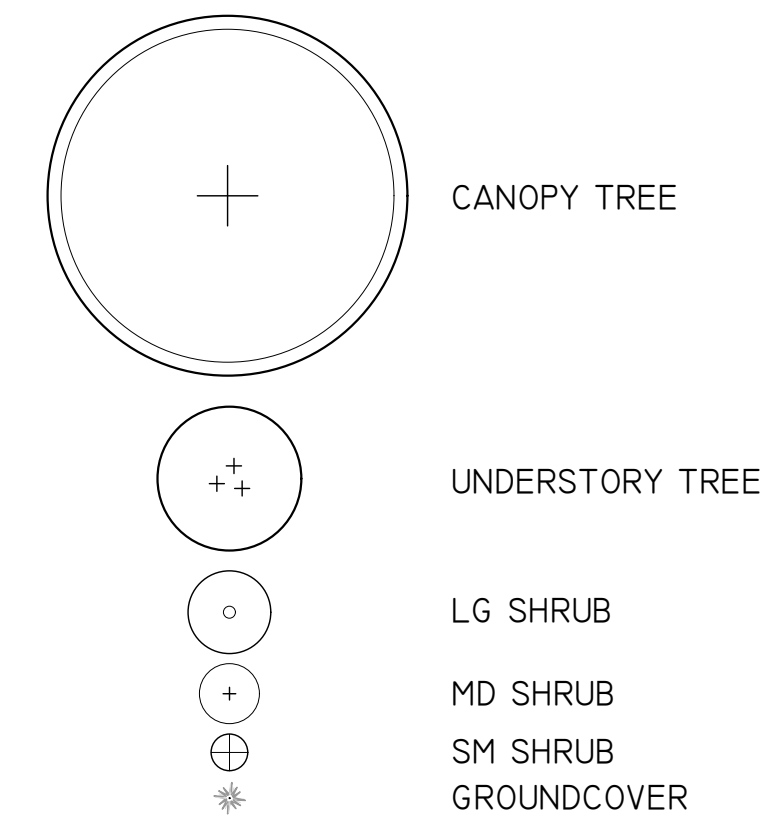 CANOPY TREE
UNDERSTORY TREE
LG SHRUB
MD SHRUB
SM SHRUB
GROUNDCOVER